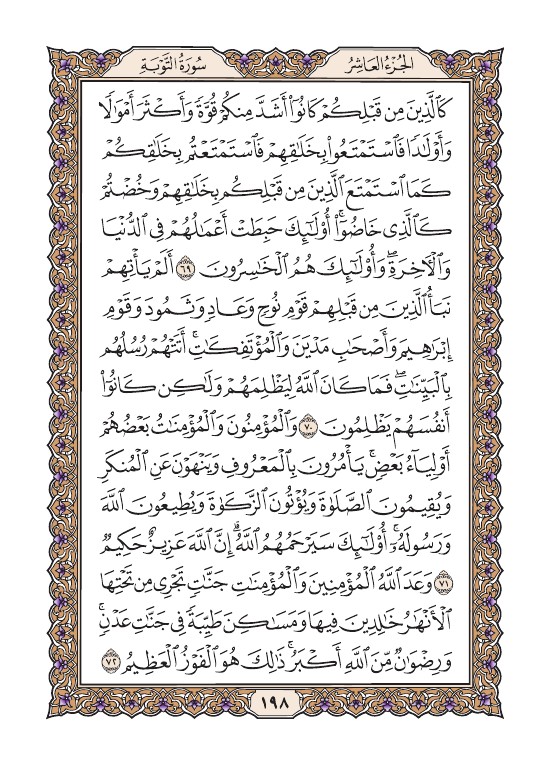 الجُزْءُ العَاشِرُ
سُورَةُ التَّوْبَةِ
كَٱلَّذِينَ مِن قَبْلِكُمْ كَانُوٓا۟ أَشَدَّ مِنكُمْ قُوَّةً وَأَكْثَرَ أَمْوَٰلًا
وَأَوْلَٰدًا فَٱسْتَمْتَعُوا۟ بِخَلَٰقِهِمْ فَٱسْتَمْتَعْتُم بِخَلَٰقِكُمْ
كَمَا ٱسْتَمْتَعَ ٱلَّذِينَ مِن قَبْلِكُم بِخَلَٰقِهِمْ وَخُضْتُمْ
كَٱلَّذِى خَاضُوٓا۟ ۚ أُو۟لَٰٓئِكَ حَبِطَتْ أَعْمَٰلُهُمْ فِى ٱلدُّنْيَا
وَٱلْأَخِرَةِ ۖ وَأُو۟لَٰٓئِكَ هُمُ ٱلْخَٰسِرُونَ ٦٩ أَلَمْ يَأْتِهِمْ
نَبَأُ ٱلَّذِينَ مِن قَبْلِهِمْ قَوْمِ نُوحٍ وَعَادٍ وَثَمُودَ وَقَوْمِ
إِبْرَٰهِيمَ وَأَصْحَٰبِ مَدْيَنَ وَٱلْمُؤْتَفِكَٰتِ ۚ أَتَتْهُمْ رُسُلُهُم
بِٱلْبَيِّنَٰتِ ۖ فَمَا كَانَ ٱللَّهُ لِيَظْلِمَهُمْ وَلَٰكِن كَانُوٓا۟
أَنفُسَهُمْ يَظْلِمُونَ ٧٠ وَٱلْمُؤْمِنُونَ وَٱلْمُؤْمِنَٰتُ بَعْضُهُمْ
أَوْلِيَآءُ بَعْضٍ ۚ يَأْمُرُونَ بِٱلْمَعْرُوفِ وَيَنْهَوْنَ عَنِ ٱلْمُنكَرِ
وَيُقِيمُونَ ٱلصَّلَوٰةَ وَيُؤْتُونَ ٱلزَّكَوٰةَ وَيُطِيعُونَ ٱللَّهَ
وَرَسُولَهُۥٓ ۚ أُو۟لَٰٓئِكَ سَيَرْحَمُهُمُ ٱللَّهُ ۗ إِنَّ ٱللَّهَ عَزِيزٌ حَكِيمٌ
٧١ وَعَدَ ٱللَّهُ ٱلْمُؤْمِنِينَ وَٱلْمُؤْمِنَٰتِ جَنَّٰتٍ تَجْرِى مِن تَحْتِهَا
ٱلْأَنْهَٰرُ خَٰلِدِينَ فِيهَا وَمَسَٰكِنَ طَيِّبَةً فِى جَنَّٰتِ عَدْنٍ ۚ
وَرِضْوَٰنٌ مِّنَ ٱللَّهِ أَكْبَرُ ۚ ذَٰلِكَ هُوَ ٱلْفَوْزُ ٱلْعَظِيمُ ٧٢
١٩٨